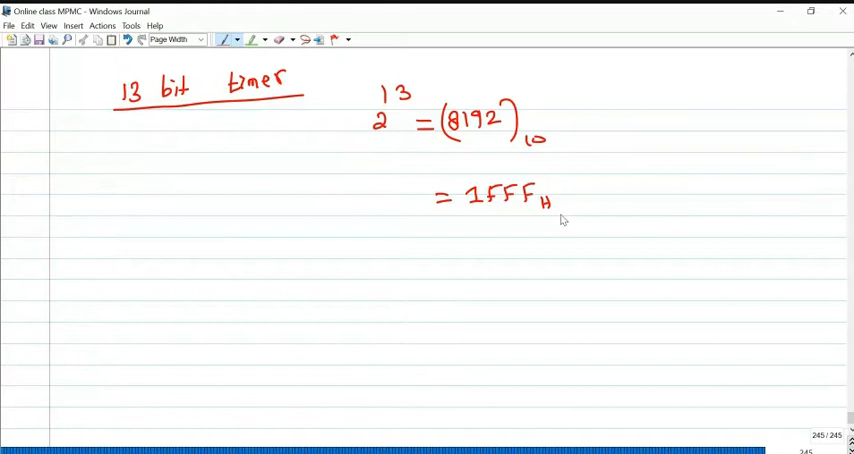 Online class MPMC - Windows Journal
File Edit View Insert Actions Tools Help
Page Width
13 bit timer
2^13 = (8192)10
= 1FFFH
245 / 245
245